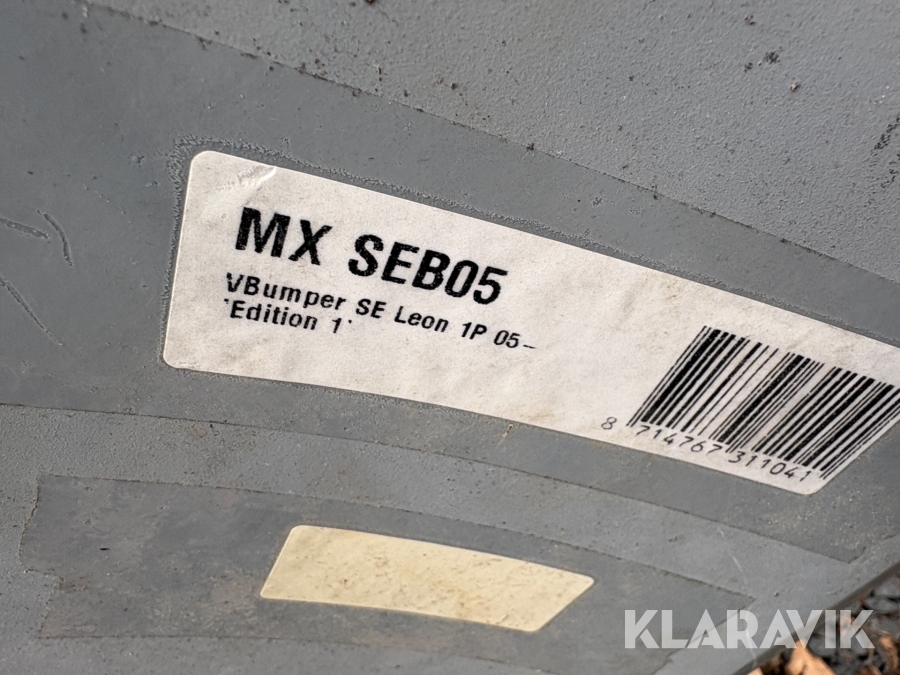 MX SEB05
VBumper SE Leon 1P 05-
'Edition 1'
8 714767 311041
KLARAVIK